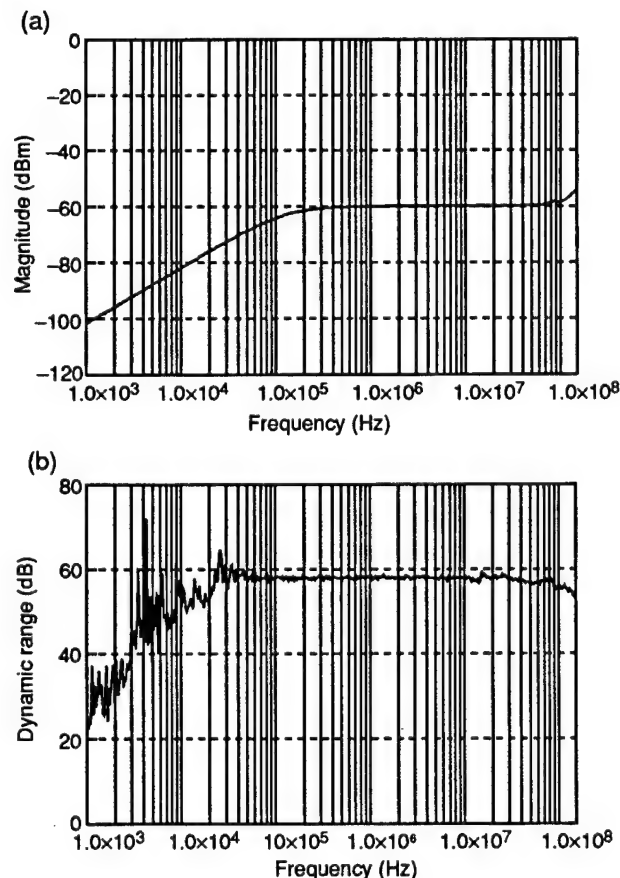 (a)
Magnitude (dBm)
0
−20
−40
−60
−80
−100
−120
1.0×10³ 1.0×10⁴ 1.0×10⁵ 1.0×10⁶ 1.0×10⁷ 1.0×10⁸
Frequency (Hz)
(b)
Dynamic range (dB)
80
60
40
20
0
1.0×10³ 1.0×10⁴ 10×10⁵ 1.0×10⁶ 1.0×10⁷ 1.0×10⁸
Frequency (Hz)